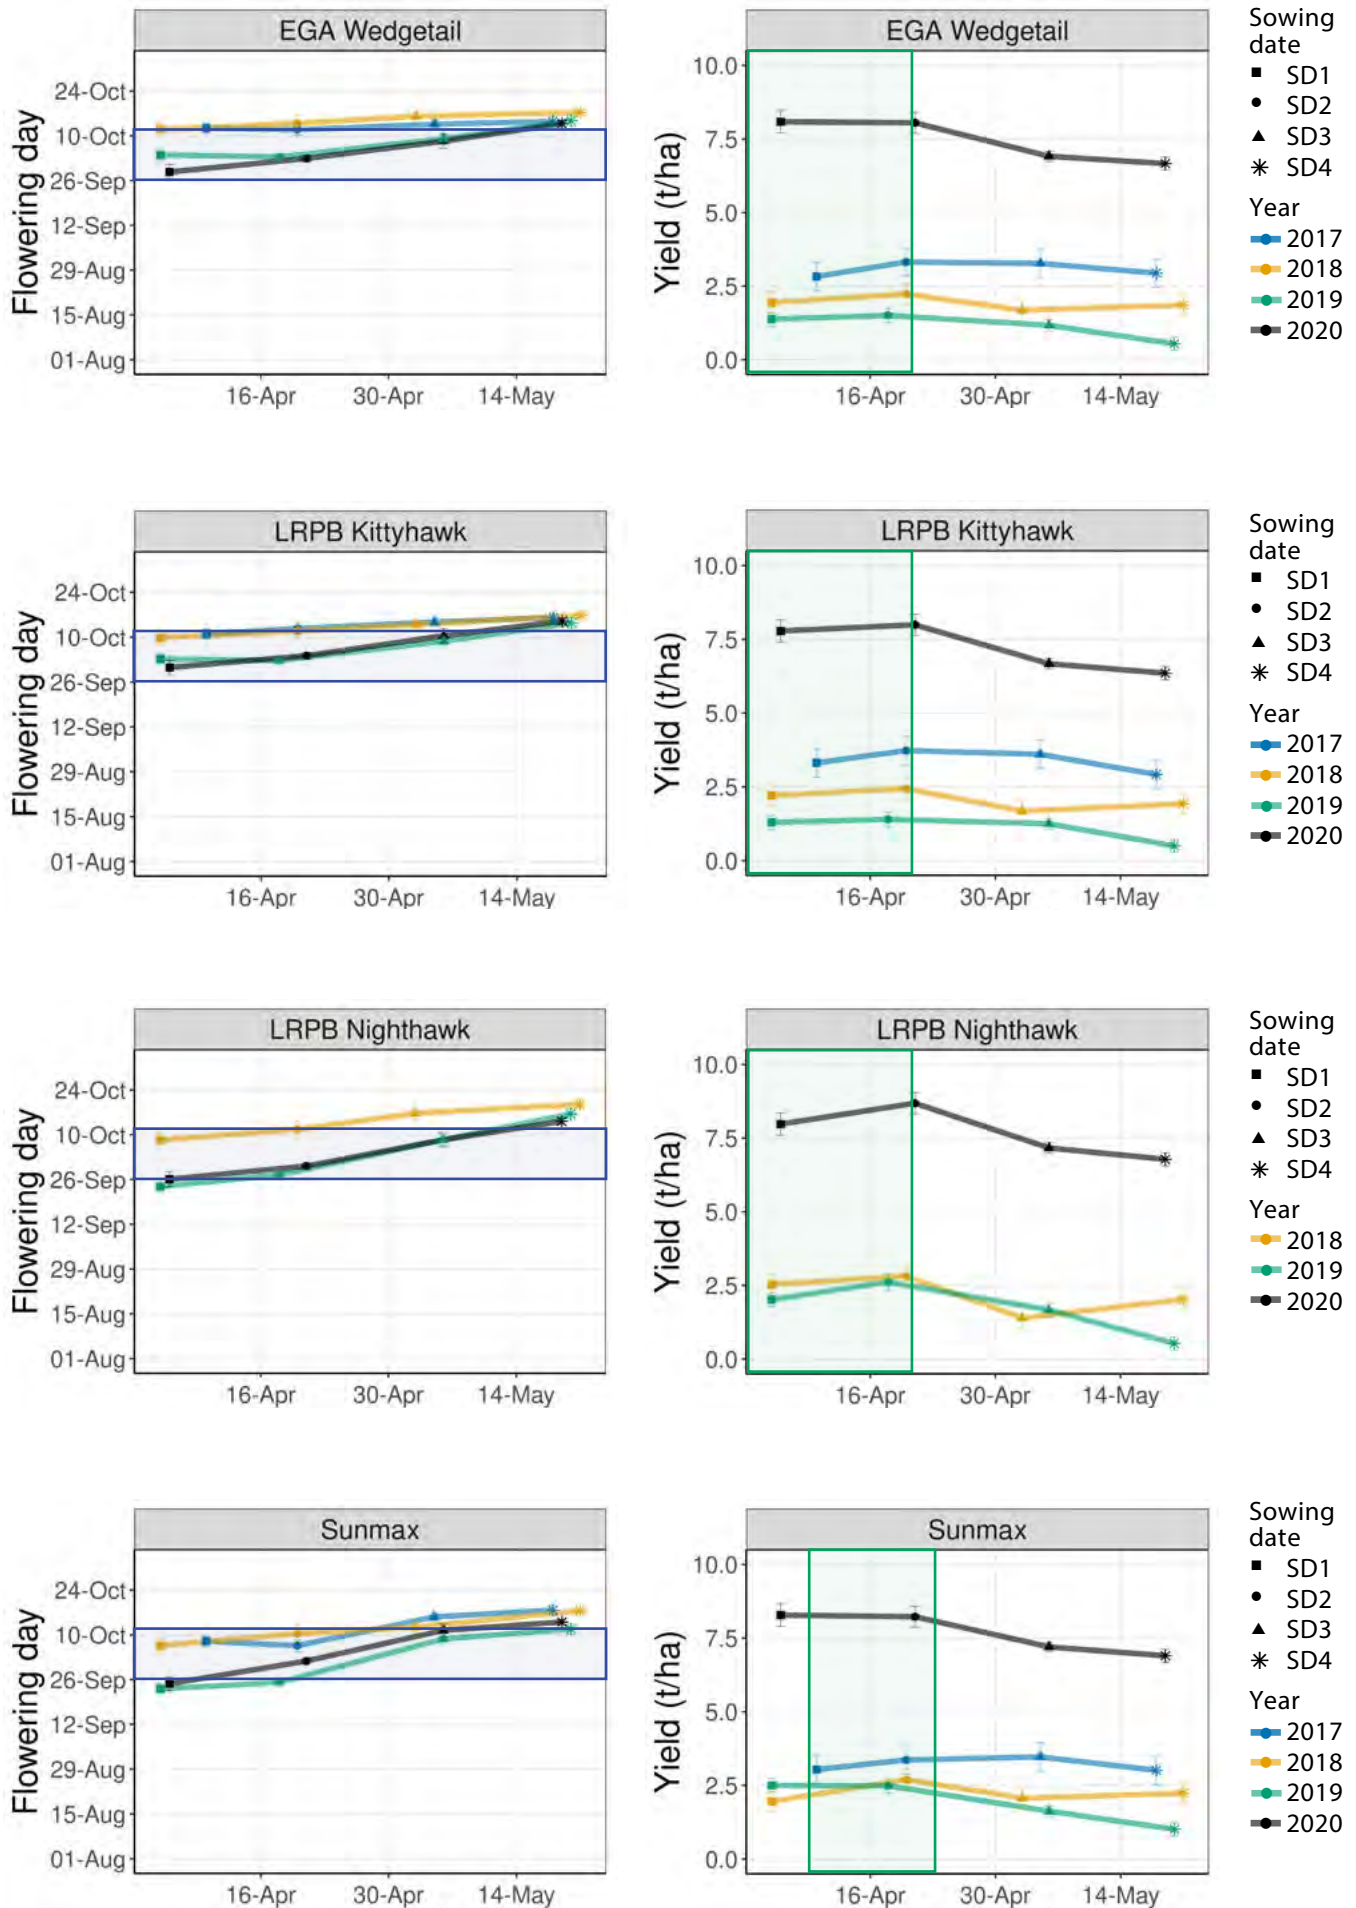 EGA Wedgetail
Flowering day
24-Oct
10-Oct
26-Sep
12-Sep
29-Aug
15-Aug
01-Aug
16-Apr 30-Apr 14-May
EGA Wedgetail
Yield (t/ha)
10.0
7.5
5.0
2.5
0.0
16-Apr 30-Apr 14-May
Sowing
date
SD1
SD2
SD3
SD4
Year
2017
2018
2019
2020
LRPB Kittyhawk
Flowering day
24-Oct
10-Oct
26-Sep
12-Sep
29-Aug
15-Aug
01-Aug
16-Apr 30-Apr 14-May
LRPB Kittyhawk
Yield (t/ha)
10.0
7.5
5.0
2.5
0.0
16-Apr 30-Apr 14-May
Sowing
date
SD1
SD2
SD3
SD4
Year
2017
2018
2019
2020
LRPB Nighthawk
Flowering day
24-Oct
10-Oct
26-Sep
12-Sep
29-Aug
15-Aug
01-Aug
16-Apr 30-Apr 14-May
LRPB Nighthawk
Yield (t/ha)
10.0
7.5
5.0
2.5
0.0
16-Apr 30-Apr 14-May
Sowing
date
SD1
SD2
SD3
SD4
Year
2018
2019
2020
Sunmax
Flowering day
24-Oct
10-Oct
26-Sep
12-Sep
29-Aug
15-Aug
01-Aug
16-Apr 30-Apr 14-May
Sunmax
Yield (t/ha)
10.0
7.5
5.0
2.5
0.0
16-Apr 30-Apr 14-May
Sowing
date
SD1
SD2
SD3
SD4
Year
2017
2018
2019
2020